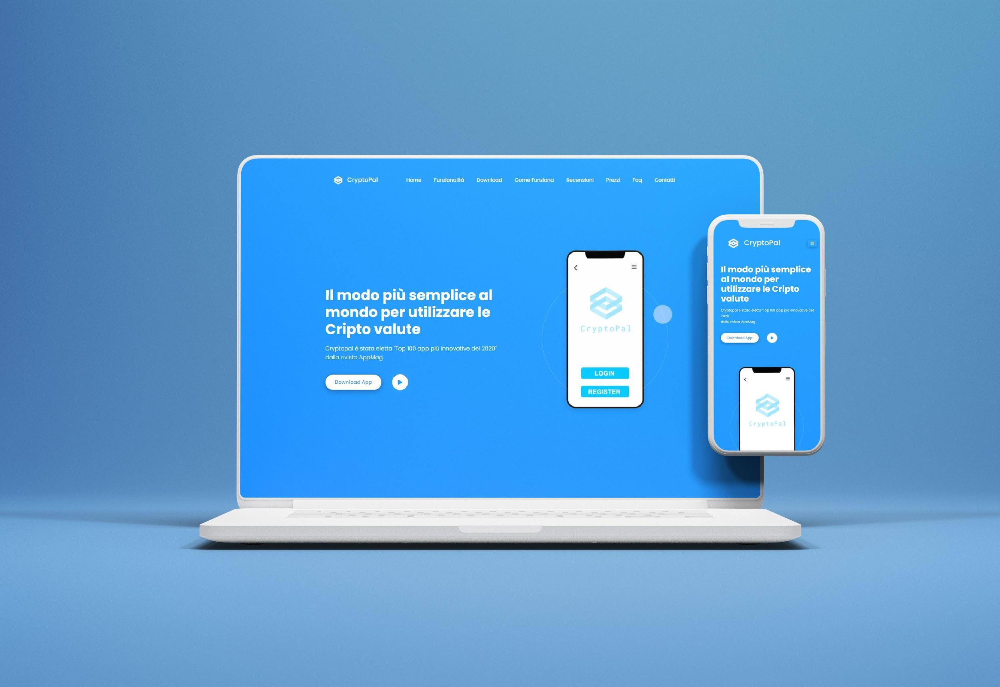 CryptoPal
Home Funzionalità Download Come Funziona Recensioni Prezzi Faq Contatti
Il modo più semplice al
mondo per utilizzare le
Cripto valute
Cryptopal è stata eletta "Top 100 app più innovative del 2020"
dalla rivista AppMag
Download App
CryptoPal
LOGIN
REGISTER
CryptoPal
Il modo più semplice
al mondo per
utilizzare le Cripto
valute
Cryptopal è stata eletta "Top 100 app più innovative del
2020"
dalla rivista AppMag
Download App
CryptoPal